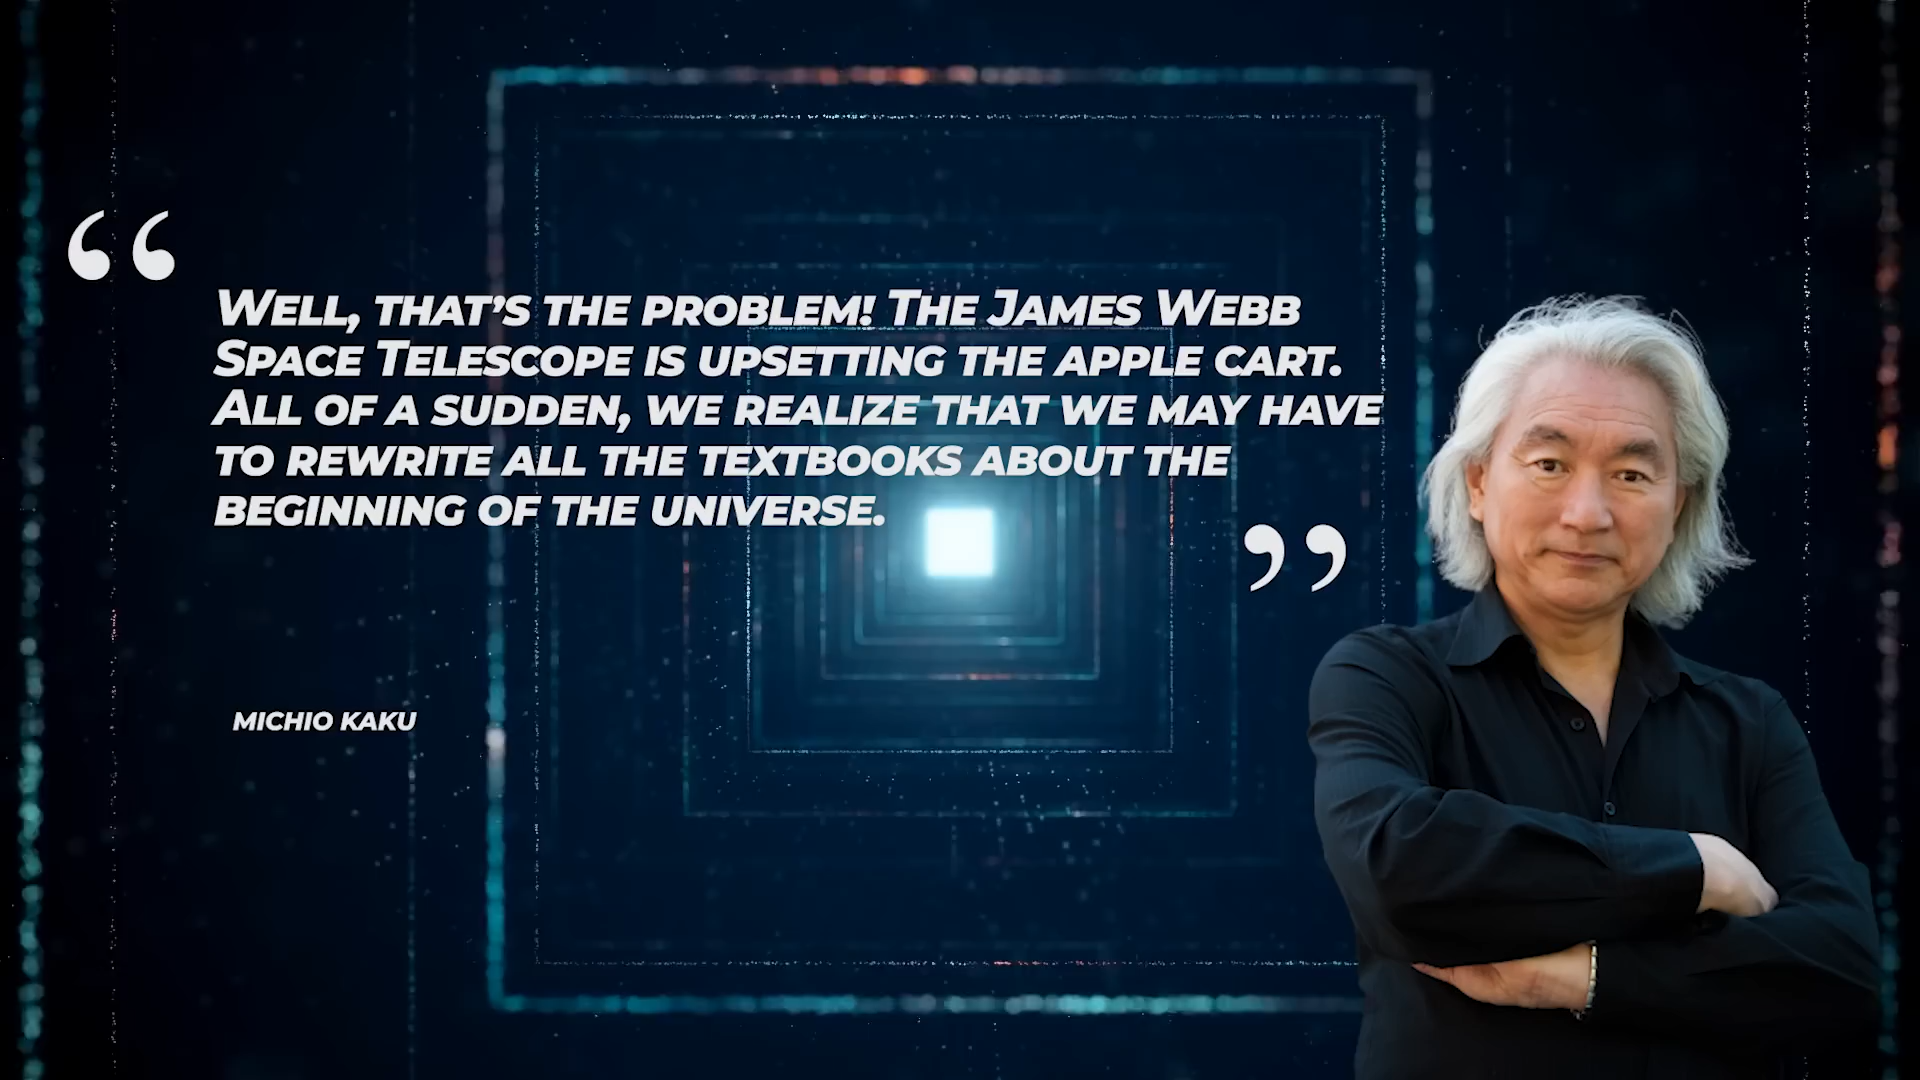 “
WELL, THAT’S THE PROBLEM! THE JAMES WEBB
SPACE TELESCOPE IS UPSETTING THE APPLE CART.
ALL OF A SUDDEN, WE REALIZE THAT WE MAY HAVE
TO REWRITE ALL THE TEXTBOOKS ABOUT THE
BEGINNING OF THE UNIVERSE.
”
MICHIO KAKU